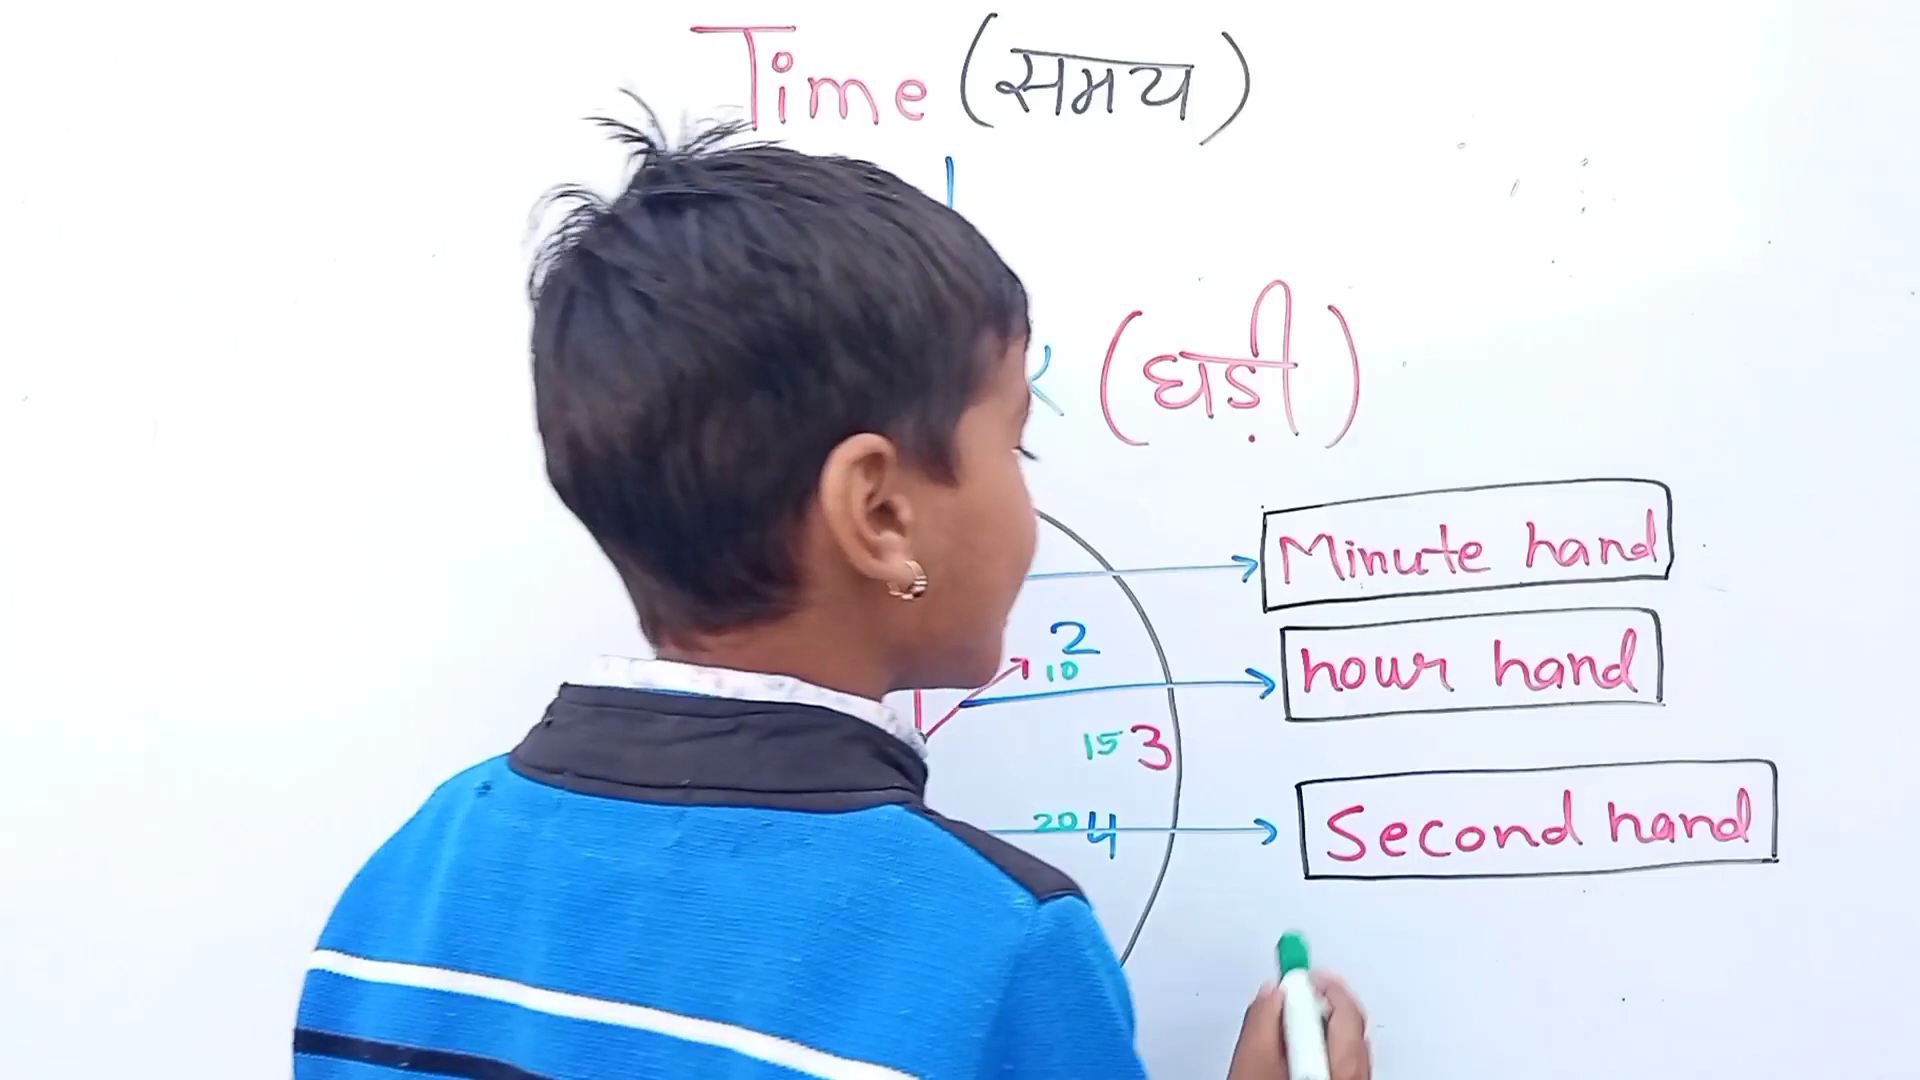 Time (समय)
(घड़ी)
Minute hand
2
10
hour hand
15 3
20 4
Second hand